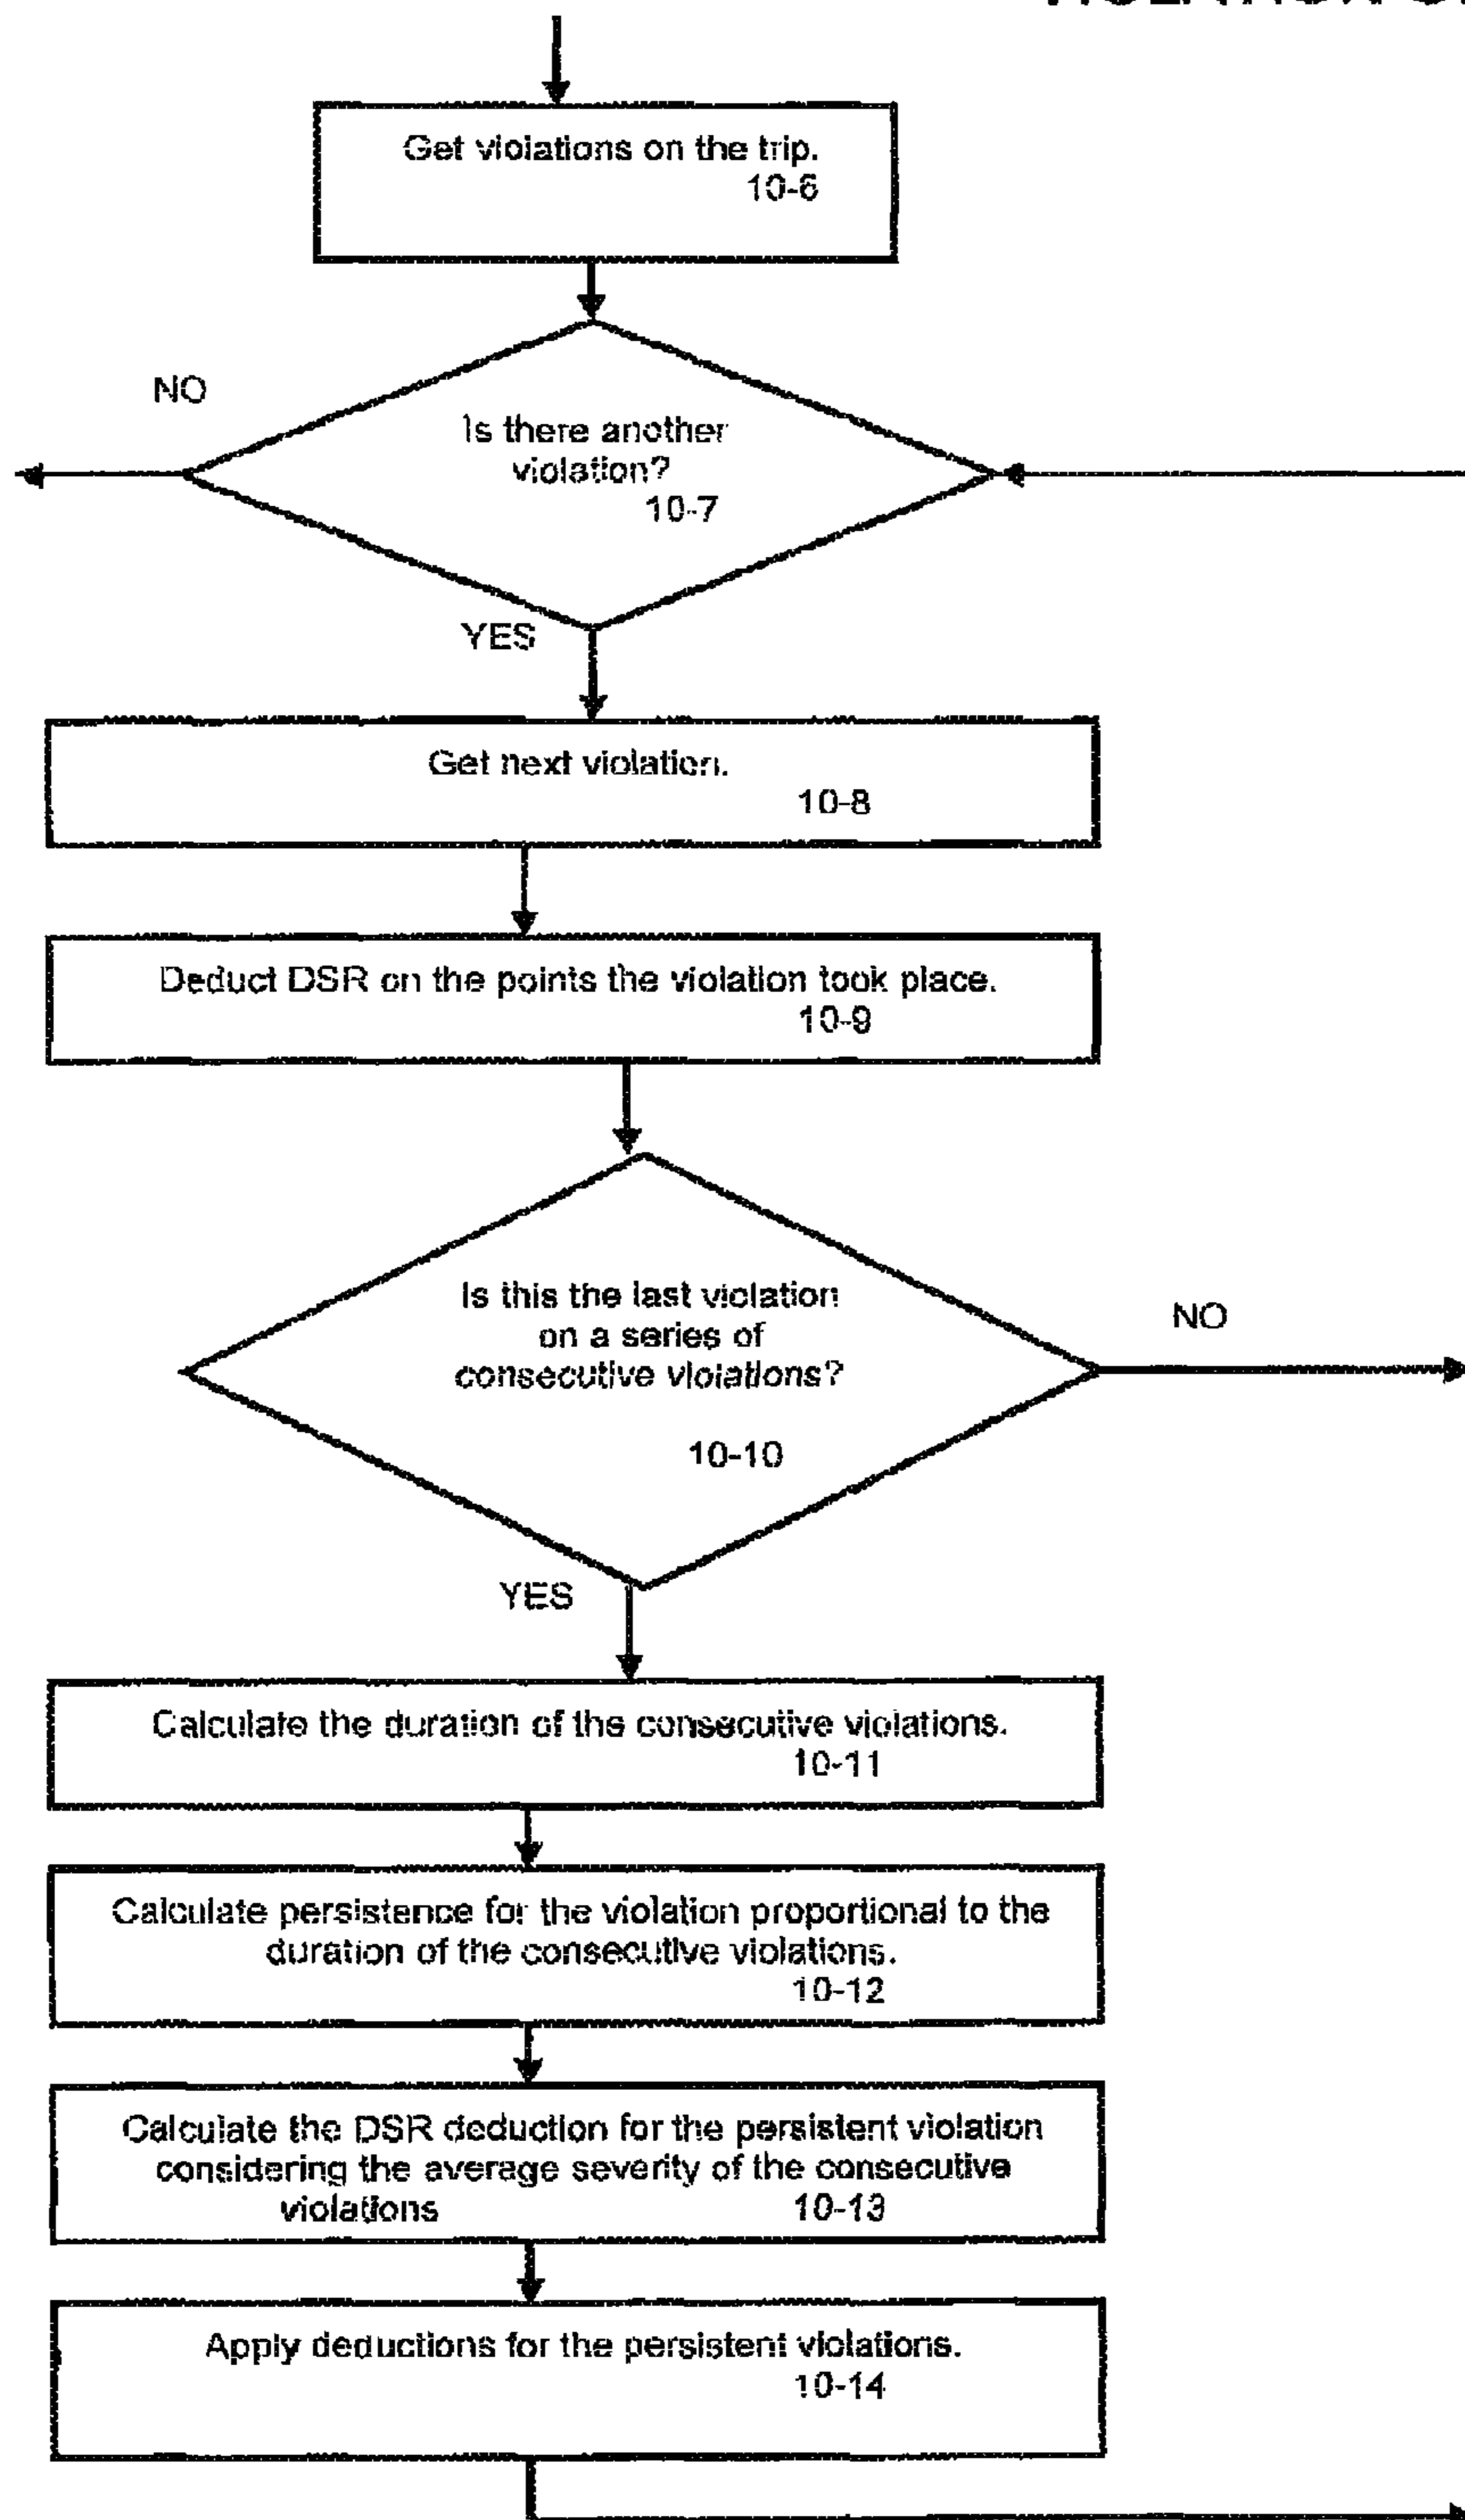 Get violations on the trip.
10-6
NO
Is there another
violation?
10-7
YES
Get next violation.
10-8
Deduct DSR on the points the violation took place.
10-9
Is this the last violation
on a series of
consecutive violations?
NO
10-10
YES
Calculate the duration of the consecutive violations.
10-11
Calculate persistence for the violation proportional to the
duration of the consecutive violations.
10-12
Calculate the DSR deduction for the persistent violation
considering the average severity of the consecutive
violations 10-13
Apply deductions for the persistent violations.
10-14